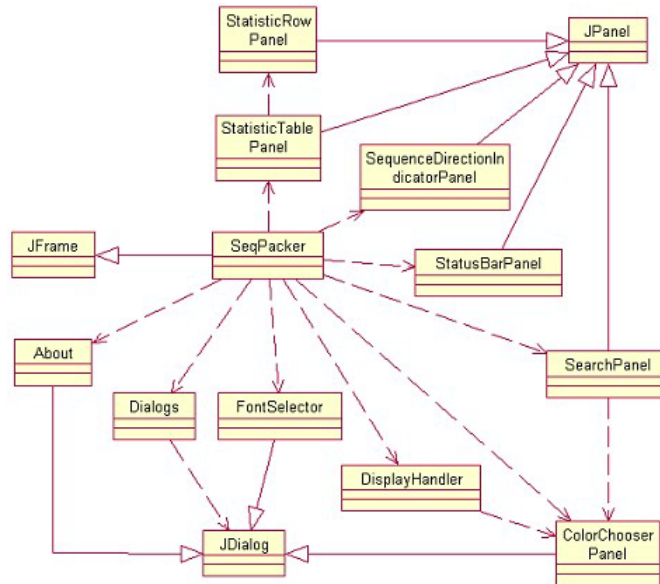 StatisticRow
Panel
JPanel
StatisticTable
Panel
SequenceDirectionIn
dicatorPanel
JFrame
SeqPacker
StatusBarPanel
About
SearchPanel
Dialogs
FontSelector
DisplayHandler
JDialog
ColorChooser
Panel